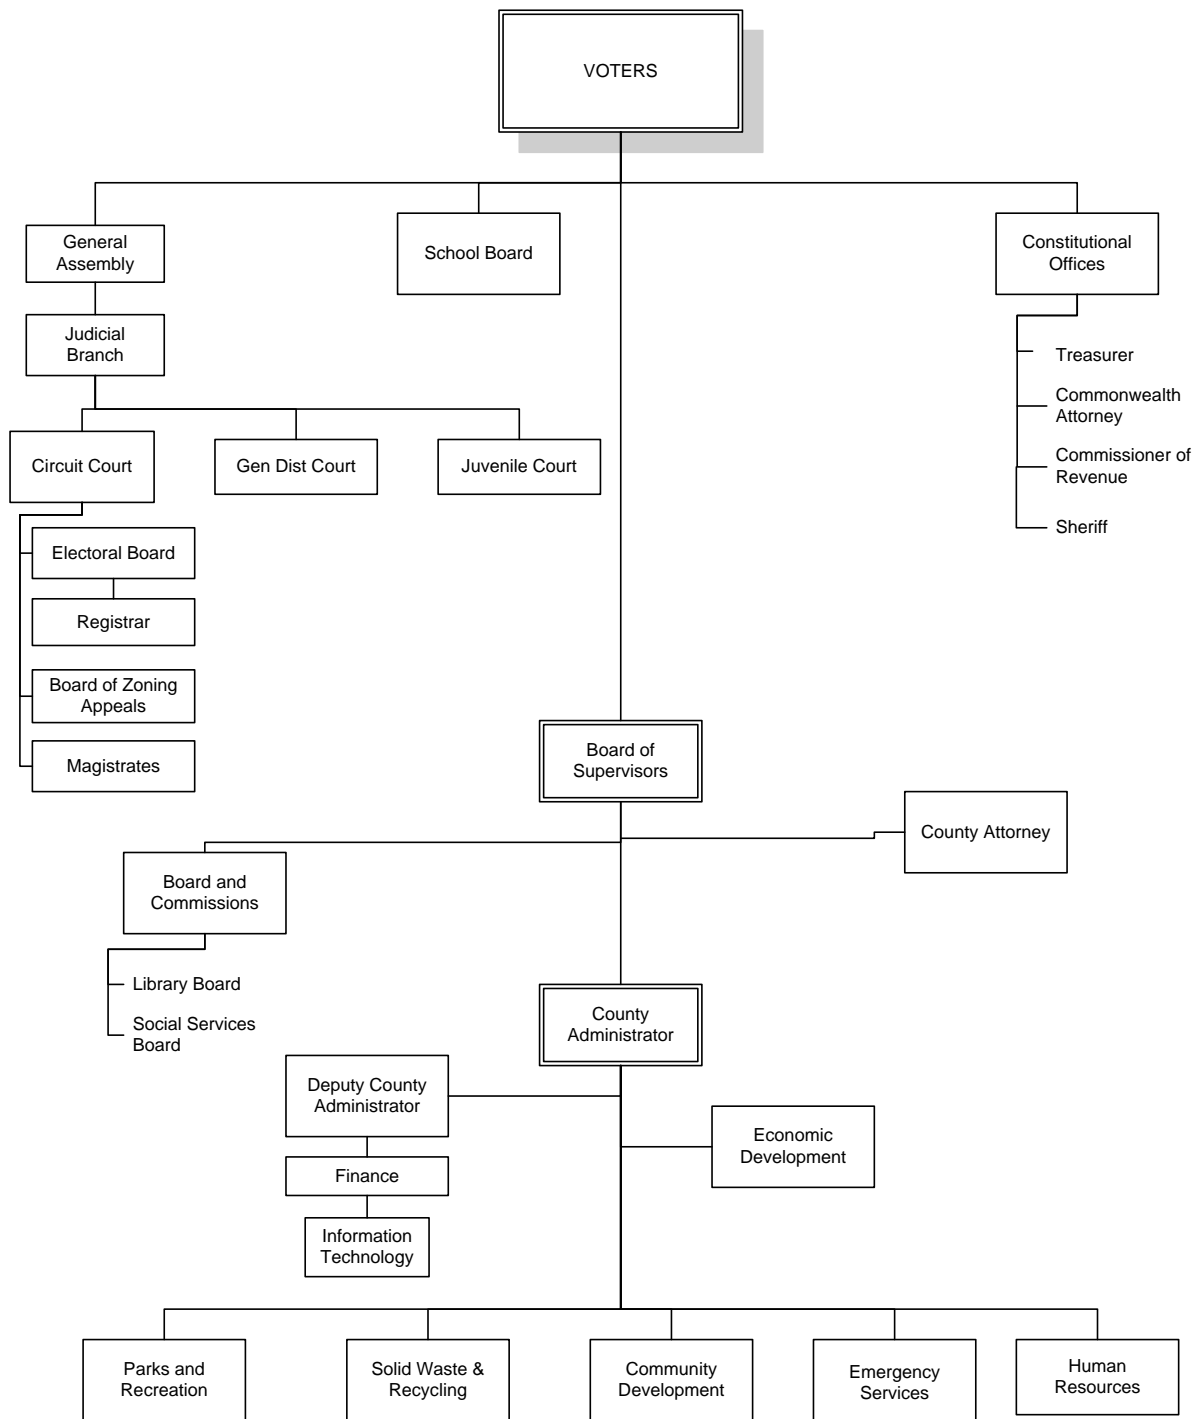 VOTERS
General
Assembly
School Board
Constitutional
Offices
Judicial
Branch
Treasurer
Commonwealth
Attorney
Circuit Court
Gen Dist Court
Juvenile Court
Commissioner of
Revenue
Sheriff
Electoral Board
Registrar
Board of Zoning
Appeals
Magistrates
Board of
Supervisors
County Attorney
Board and
Commissions
Library Board
Social Services
Board
County
Administrator
Deputy County
Administrator
Economic
Development
Finance
Information
Technology
Parks and
Recreation
Solid Waste &
Recycling
Community
Development
Emergency
Services
Human
Resources